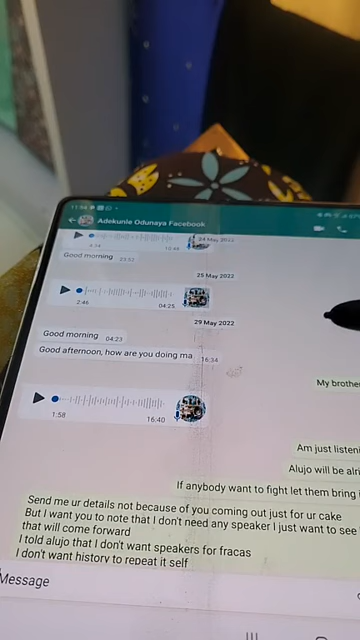 11:54
Adekunle Odunaya Facebook
24 May 2022
4:34 10:48
Good morning 23:52
25 May 2022
2:46 04:25
29 May 2022
Good morning 04:23
Good afternoon, how are you doing ma 16:34
My brother
1:58 16:40
Am just listeni
Alujo will be alri
If anybody want to fight let them bring i
Send me ur details not because of you coming out just for ur cake
But I want you to note that I don't need any speaker I just want to see
that will come forward
I told alujo that I don't want speakers for fracas
I don't want history to repeat it self
Message